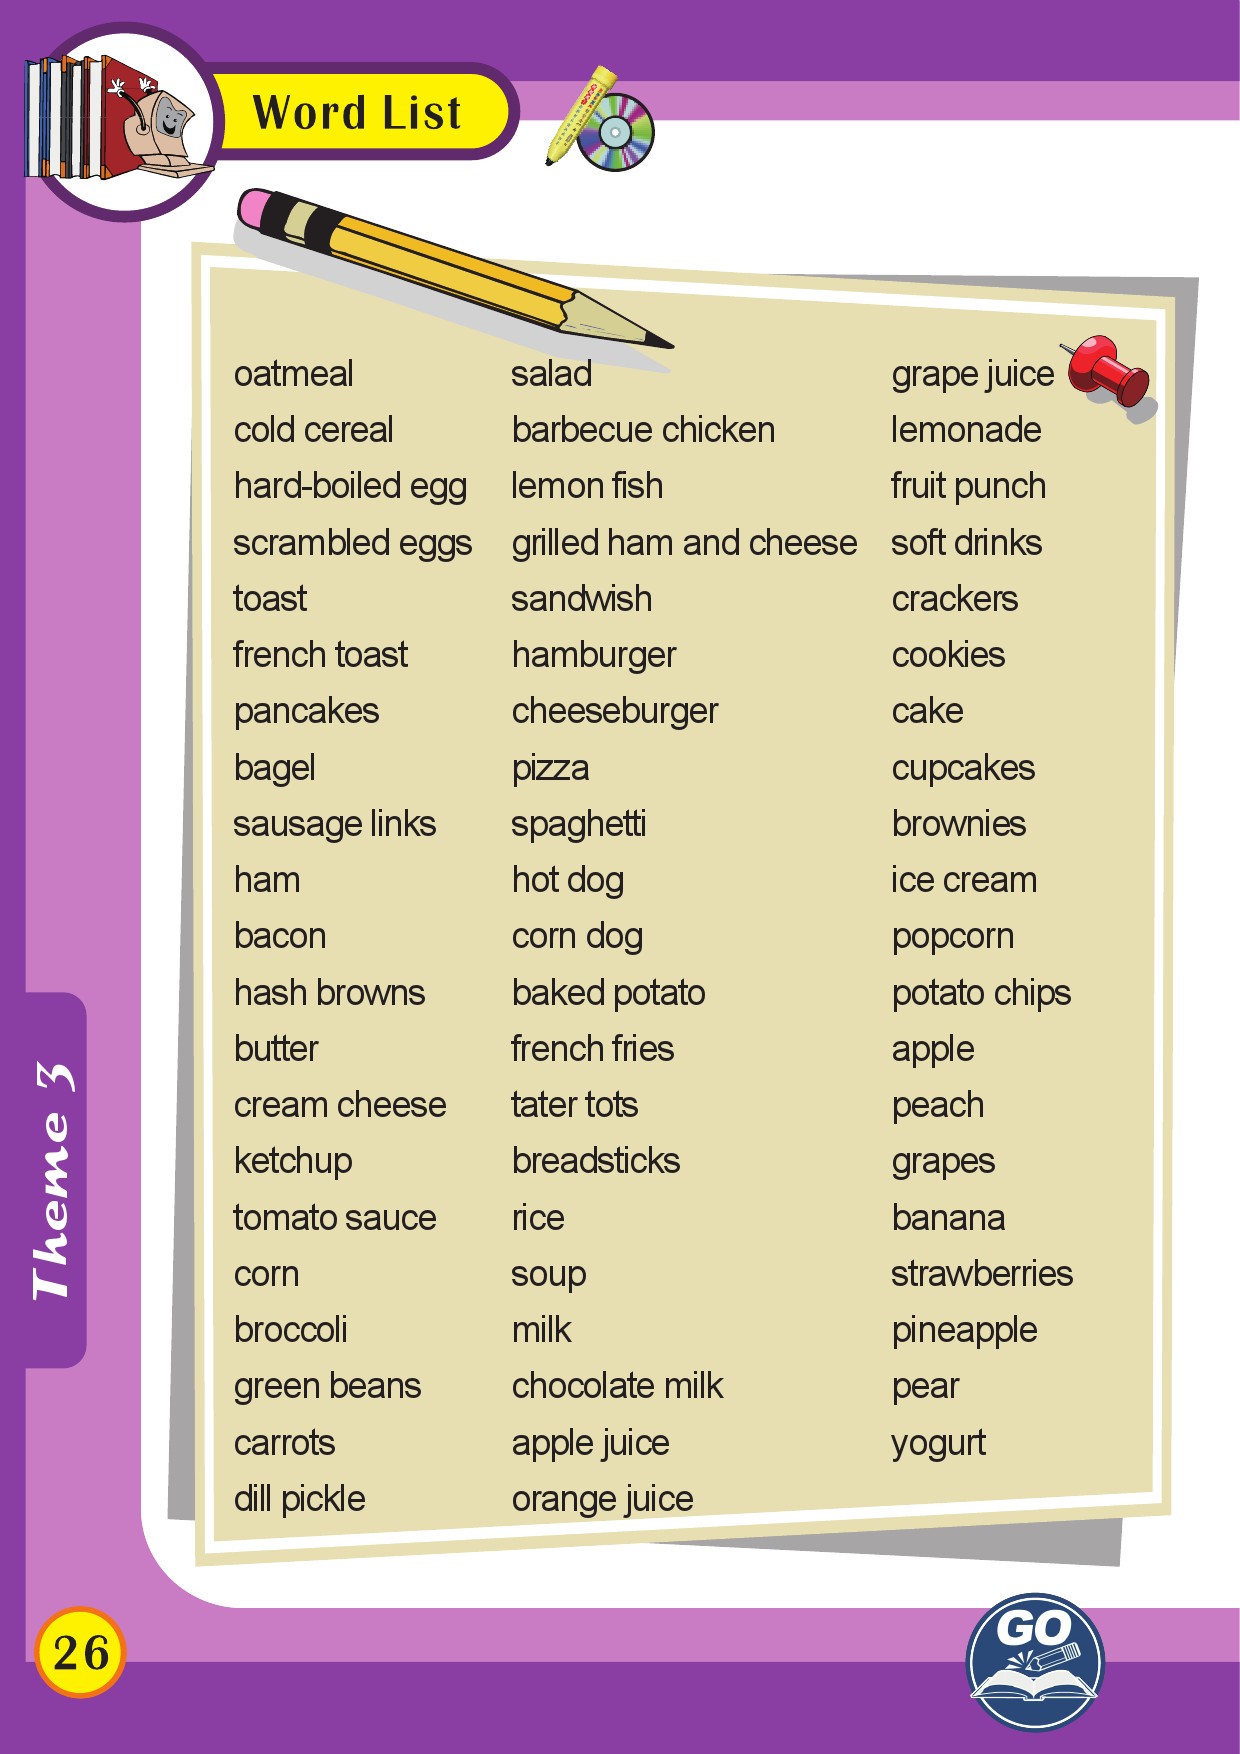 Word List
oatmeal
cold cereal
hard-boiled egg
scrambled eggs
toast
french toast
pancakes
bagel
sausage links
ham
bacon
hash browns
butter
cream cheese
ketchup
tomato sauce
corn
broccoli
green beans
carrots
dill pickle
salad
barbecue chicken
lemon fish
grilled ham and cheese
sandwish
hamburger
cheeseburger
pizza
spaghetti
hot dog
corn dog
baked potato
french fries
tater tots
breadsticks
rice
soup
milk
chocolate milk
apple juice
orange juice
grape juice
lemonade
fruit punch
soft drinks
crackers
cookies
cake
cupcakes
brownies
ice cream
popcorn
potato chips
apple
peach
grapes
banana
strawberries
pineapple
pear
yogurt
Theme 3
26
GO